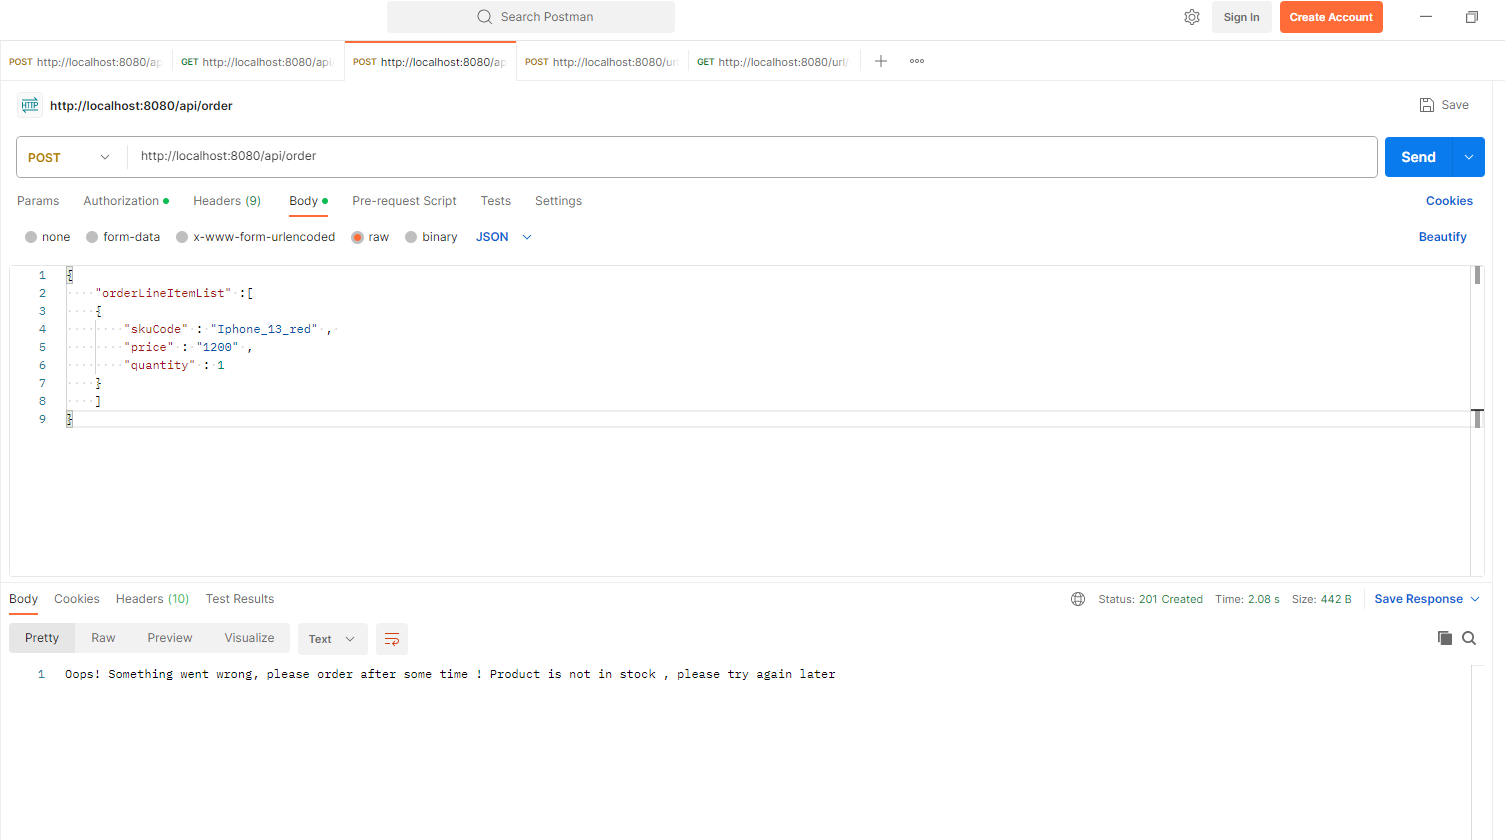 Search Postman
Sign In
Create Account
POST http://localhost:8080/ap
GET http://localhost:8080/api
POST http://localhost:8080/ap
POST http://localhost:8080/url
GET http://localhost:8080/url/
HTTP http://localhost:8080/api/order
Save
POST http://localhost:8080/api/order
Send
Params Authorization Headers (9) Body Pre-request Script Tests Settings Cookies
none form-data x-www-form-urlencoded raw binary JSON Beautify
1 {
2 "orderLineItemList" :[
3 {
4 "skuCode" : "Iphone_13_red" ,
5 "price" : "1200" ,
6 "quantity" : 1
7 }
8 ]
9 }
Body Cookies Headers (10) Test Results Status: 201 Created Time: 2.08 s Size: 442 B Save Response
Pretty Raw Preview Visualize Text
1 Oops! Something went wrong, please order after some time ! Product is not in stock , please try again later